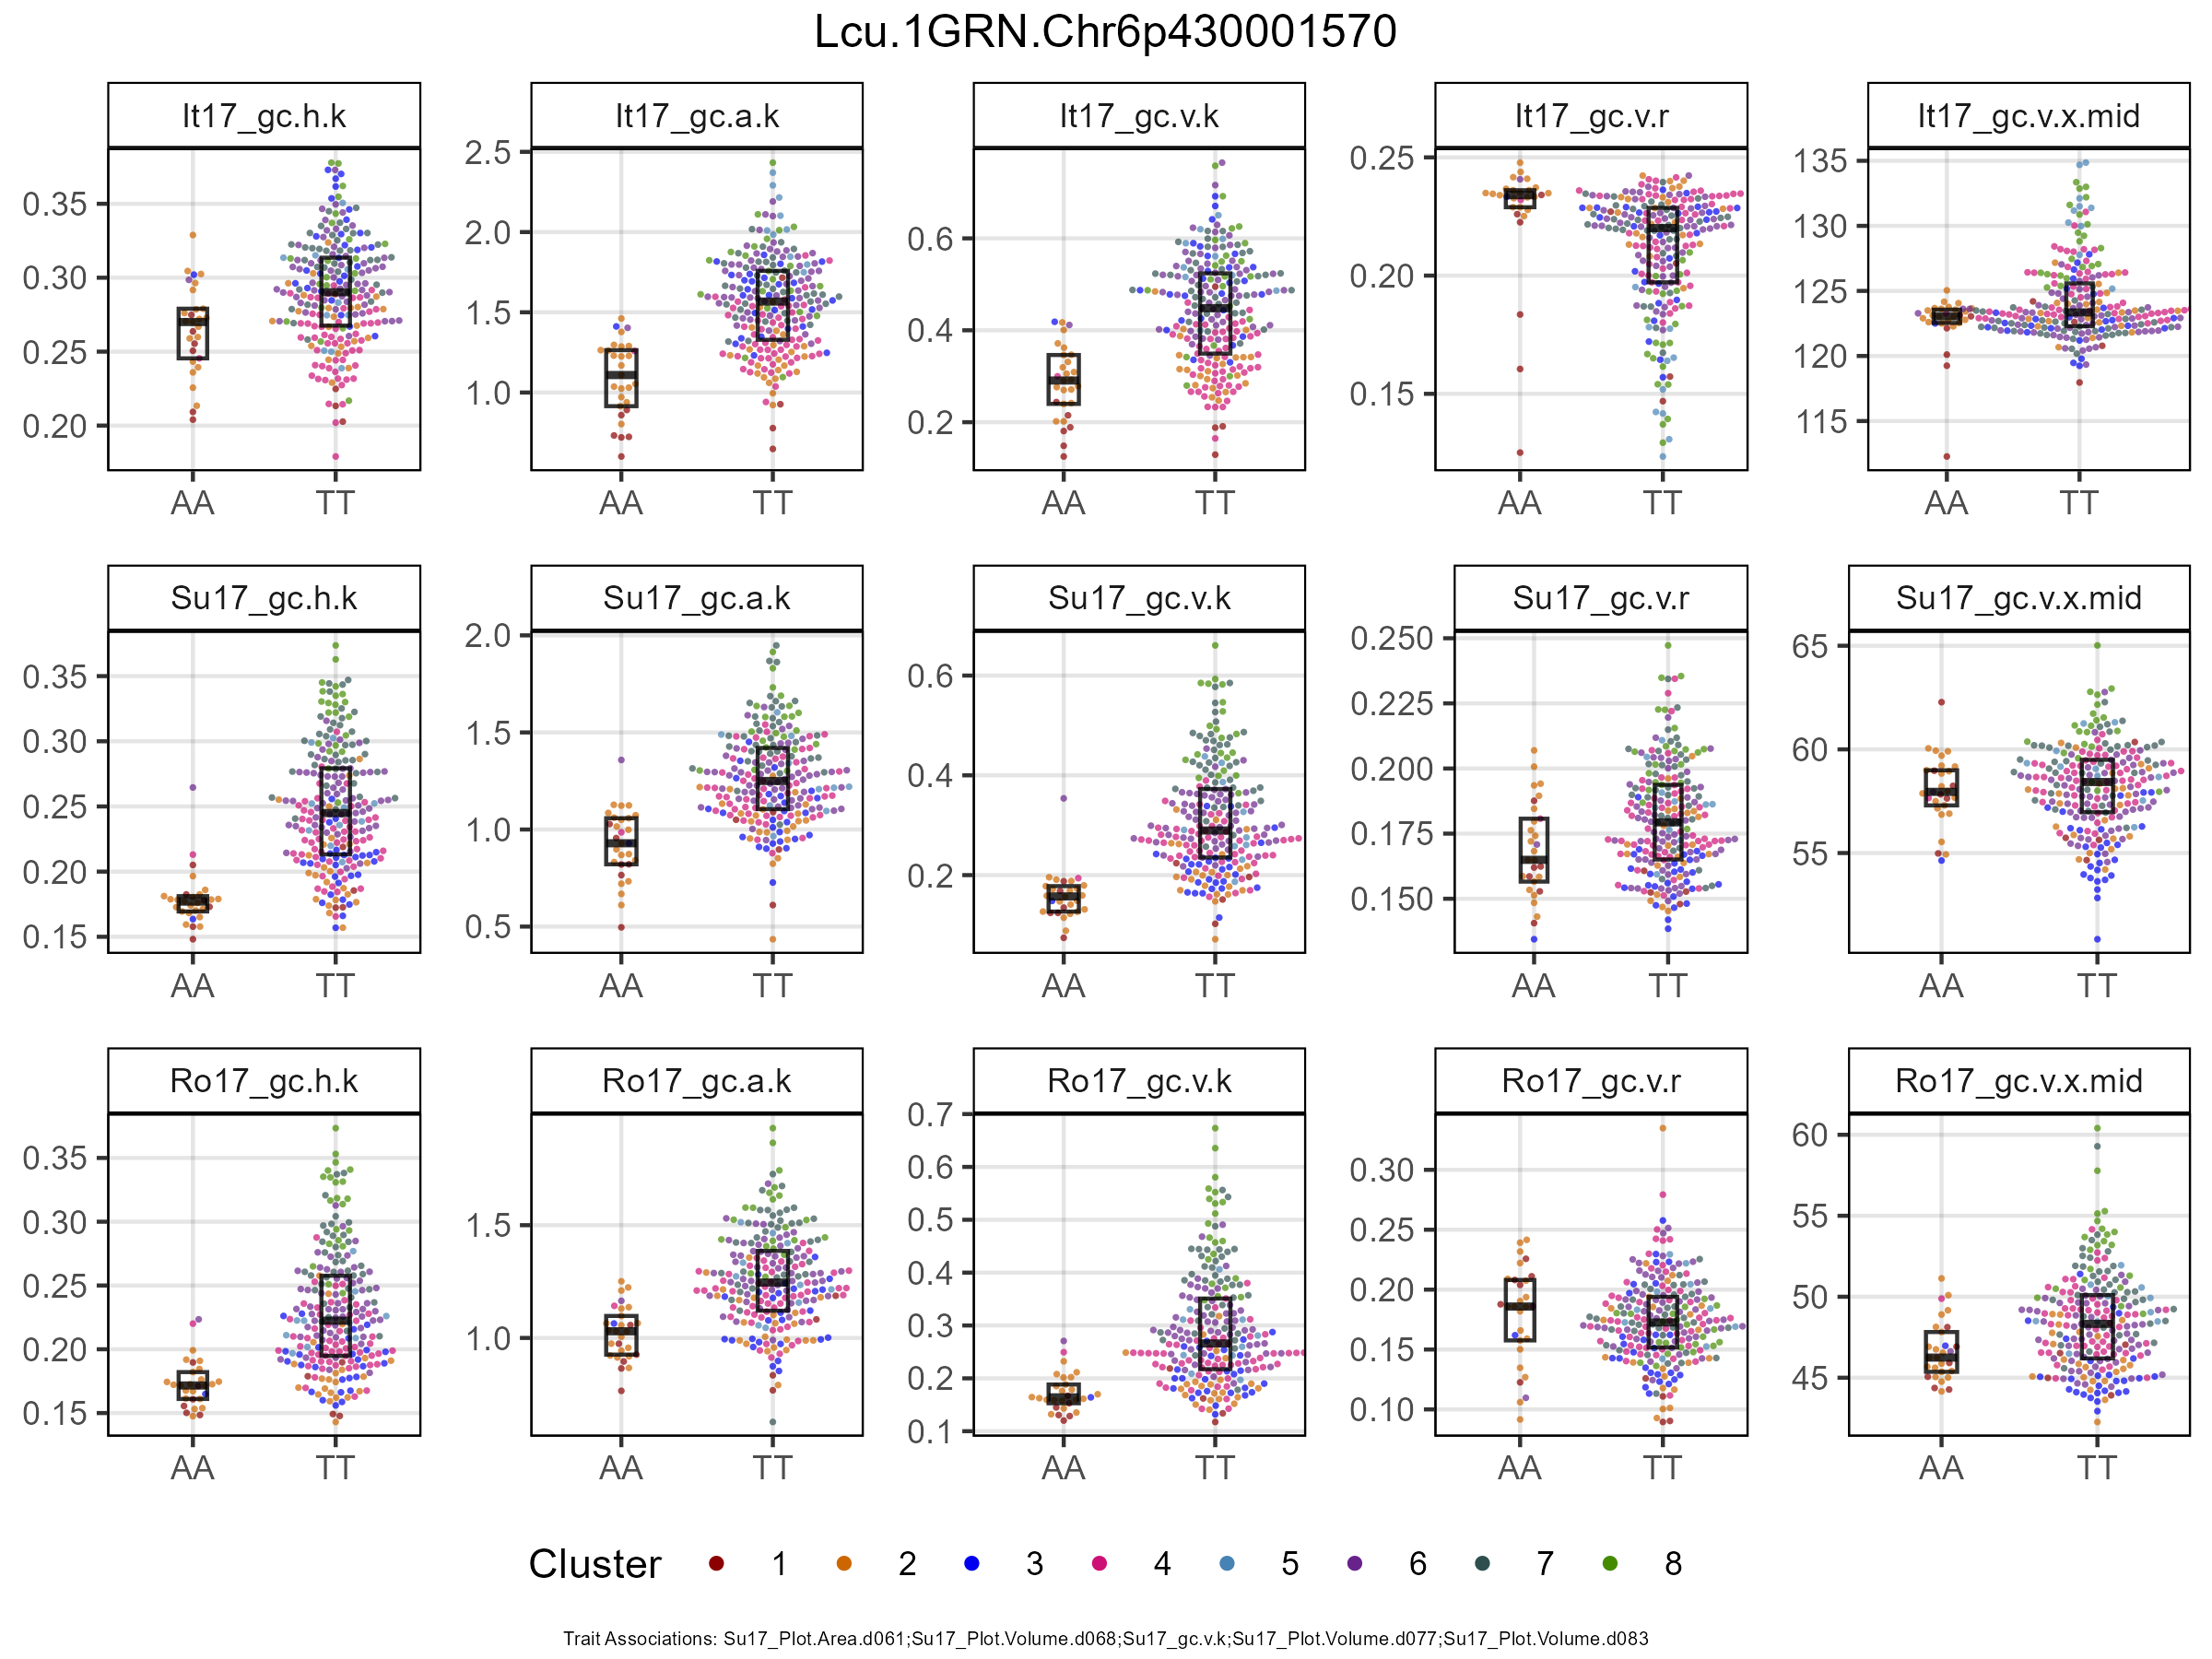 Lcu.1GRN.Chr6p430001570
It17_gc.h.k It17_gc.a.k It17_gc.v.k It17_gc.v.r It17_gc.v.x.mid
0.35 0.30 0.25 0.20
2.5 2.0 1.5 1.0
0.6 0.4 0.2
0.25 0.20 0.15
135 130 125 120 115
AA TT AA TT AA TT AA TT AA TT
Su17_gc.h.k Su17_gc.a.k Su17_gc.v.k Su17_gc.v.r Su17_gc.v.x.mid
0.35 0.30 0.25 0.20 0.15
2.0 1.5 1.0 0.5
0.6 0.4 0.2
0.250 0.225 0.200 0.175 0.150
65 60 55
AA TT AA TT AA TT AA TT AA TT
Ro17_gc.h.k Ro17_gc.a.k Ro17_gc.v.k Ro17_gc.v.r Ro17_gc.v.x.mid
0.35 0.30 0.25 0.20 0.15
1.5 1.0
0.7 0.6 0.5 0.4 0.3 0.2 0.1
0.30 0.25 0.20 0.15 0.10
60 55 50 45
AA TT AA TT AA TT AA TT AA TT
Cluster 1 2 3 4 5 6 7 8
Trait Associations: Su17_Plot.Area.d061;Su17_Plot.Volume.d068;Su17_gc.v.k;Su17_Plot.Volume.d077;Su17_Plot.Volume.d083